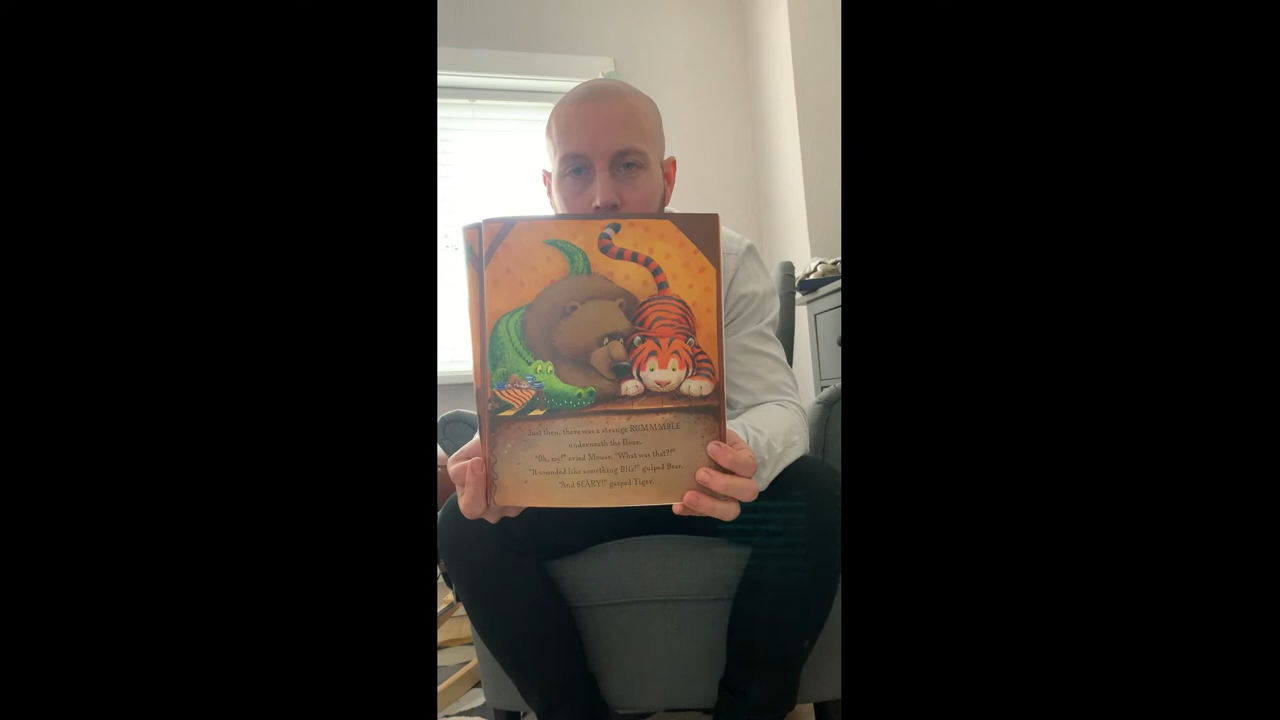 Just then, there was a strange RUMMMBLE
underneath the floor.
"Oh, my!" cried Mouse. "What was that?!"
"It sounded like something BIG!" gulped Bear.
"And SCARY!" gasped Tiger.